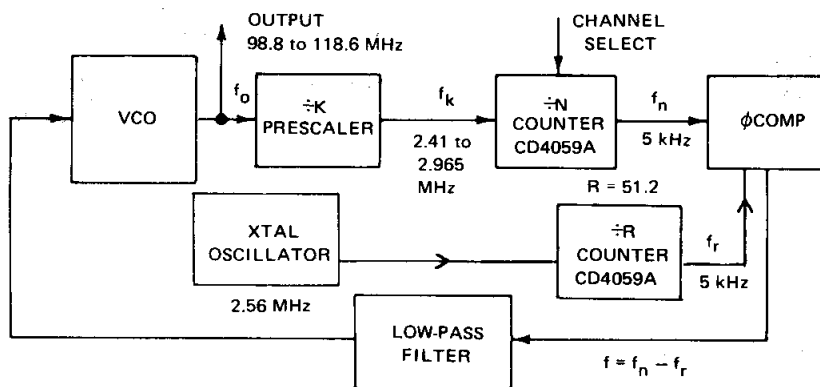 OUTPUT
98.8 to 118.6 MHz
CHANNEL
SELECT
VCO
fo
÷K
PRESCALER
fk
2.41 to
2.965
MHz
÷N
COUNTER
CD4059A
fn
5 kHz
ϕCOMP
R = 51.2
XTAL
OSCILLATOR
2.56 MHz
÷R
COUNTER
CD4059A
fr
5 kHz
LOW-PASS
FILTER
f = fn − fr